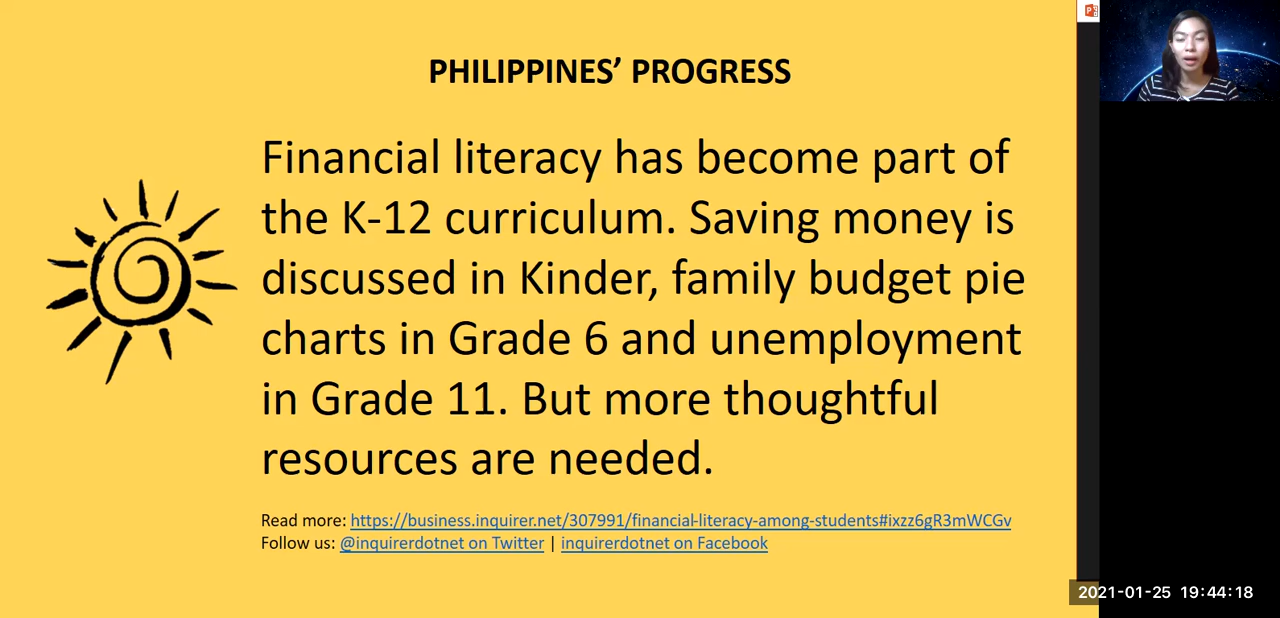 PHILIPPINES’ PROGRESS
Financial literacy has become part of
the K-12 curriculum. Saving money is
discussed in Kinder, family budget pie
charts in Grade 6 and unemployment
in Grade 11. But more thoughtful
resources are needed.
Read more: https://business.inquirer.net/307991/financial-literacy-among-students#ixzz6gR3mWCGv
Follow us: @inquirerdotnet on Twitter | inquirerdotnet on Facebook
2021-01-25 19:44:18